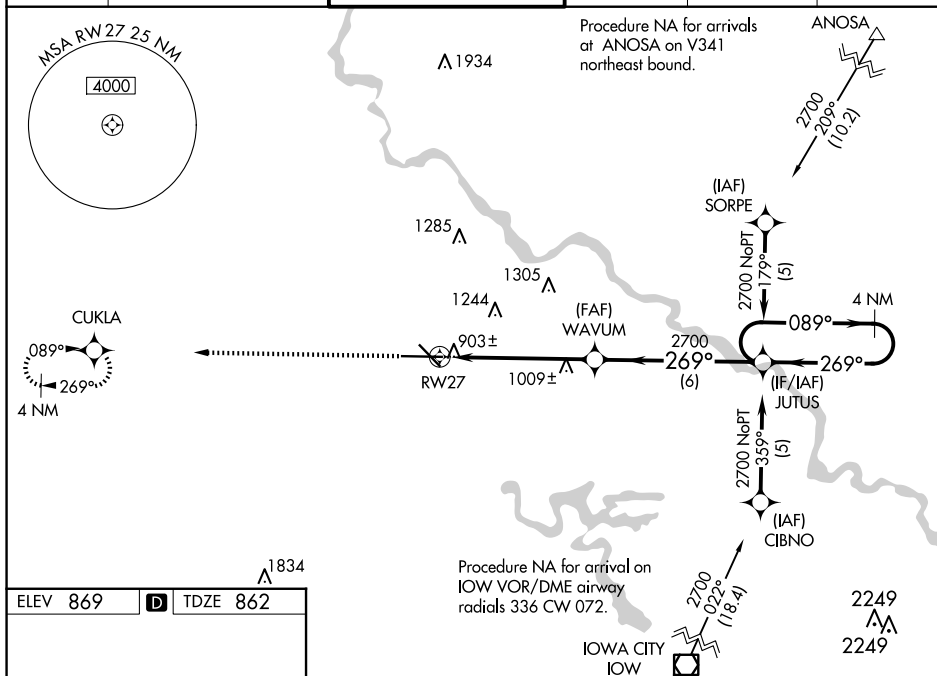 MSA RW 27 25 NM
4000
1934
Procedure NA for arrivals
at ANOSA on V341
northeast bound.
ANOSA
2700
209°
(10.2)
(IAF)
SORPE
2700 NoPT
179°
(5)
1285
1305
1244
4 NM
089°
CUKLA
089°
269°
4 NM
903±
RW27
(FAF)
WAVUM
1009±
2700
269°
(6)
269°
(IF/IAF)
JUTUS
2700 NoPT
359°
(5)
(IAF)
CIBNO
1834
Procedure NA for arrival on
IOW VOR/DME airway
radials 336 CW 072.
2700
022°
(18.4)
2249
2249
IOWA CITY
IOW
ELEV 869 D TDZE 862